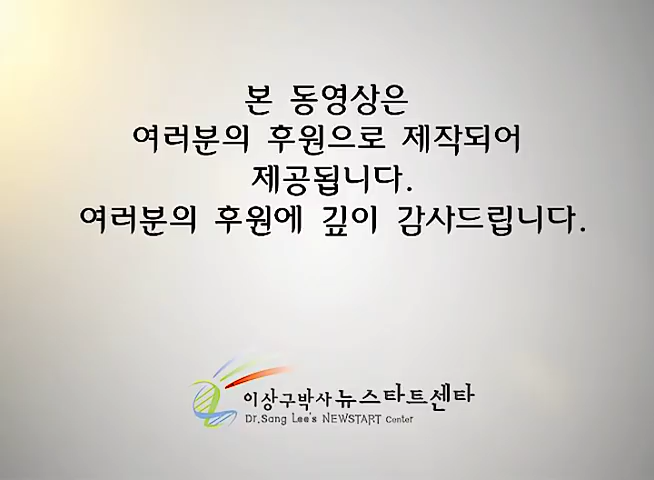 본 동영상은
여러분의 후원으로 제작되어
제공됩니다.
여러분의 후원에 깊이 감사드립니다.
이상구박사 뉴스타트센타
Dr.Sang Lee's NEWSTART Center